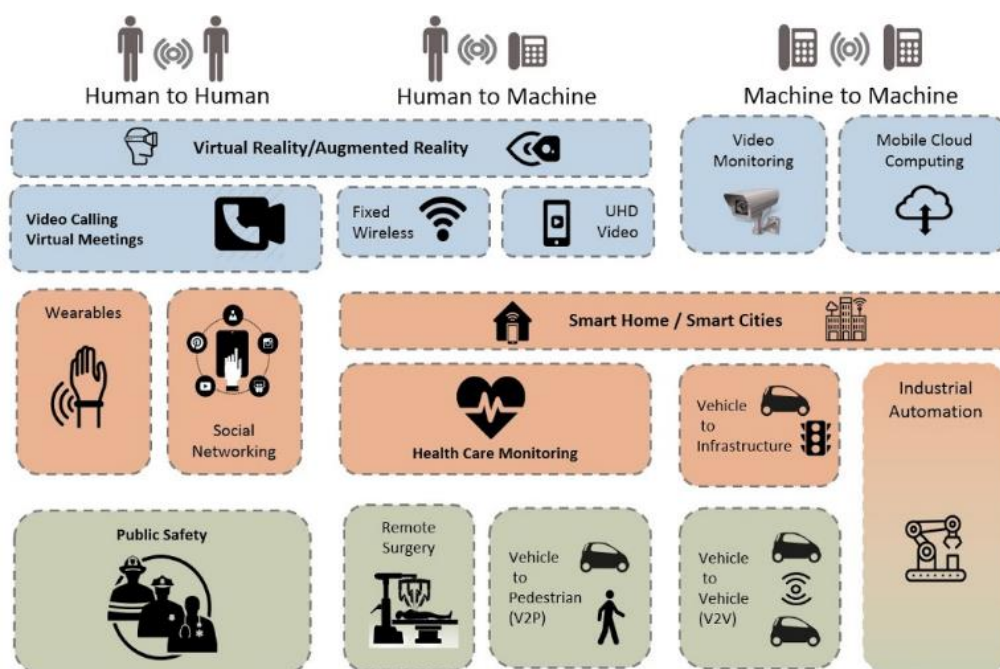 Human to Human
Human to Machine
Machine to Machine
Virtual Reality/Augmented Reality
Video
Monitoring
Mobile Cloud
Computing
Video Calling
Virtual Meetings
Fixed
Wireless
UHD
Video
Wearables
Social
Networking
Smart Home / Smart Cities
Health Care Monitoring
Vehicle
to
Infrastructure
Industrial
Automation
Public Safety
Remote
Surgery
Vehicle
to
Pedestrian
(V2P)
Vehicle
to
Vehicle
(V2V)